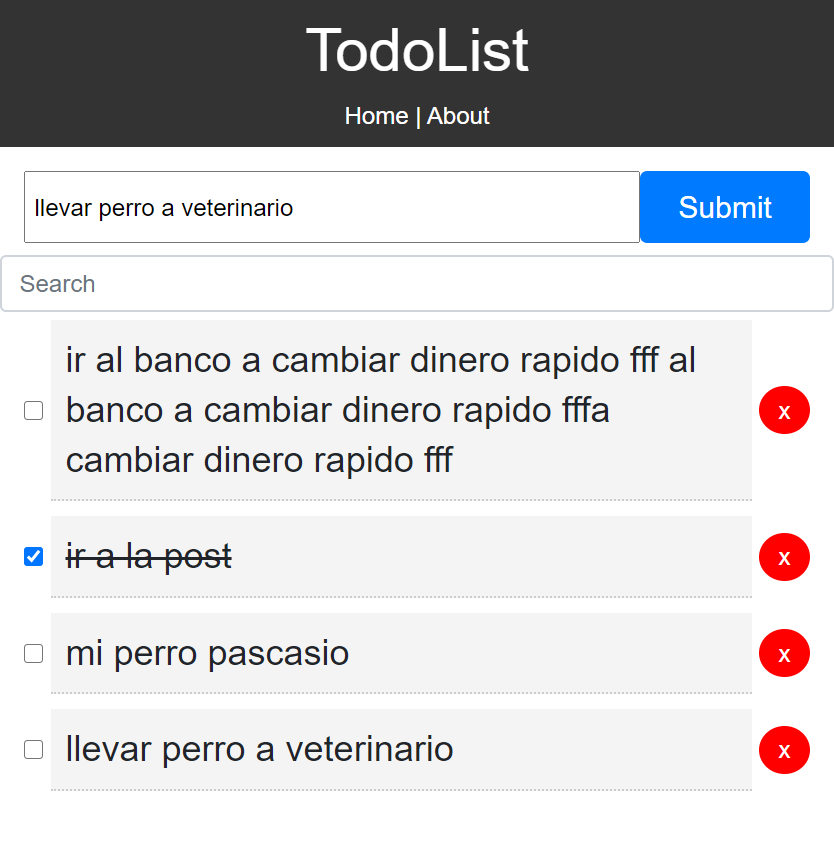 TodoList
Home | About
llevar perro a veterinario
Submit
Search
ir al banco a cambiar dinero rapido fff al
banco a cambiar dinero rapido fffa
cambiar dinero rapido fff
x
ir a la post
x
mi perro pascasio
x
llevar perro a veterinario
x